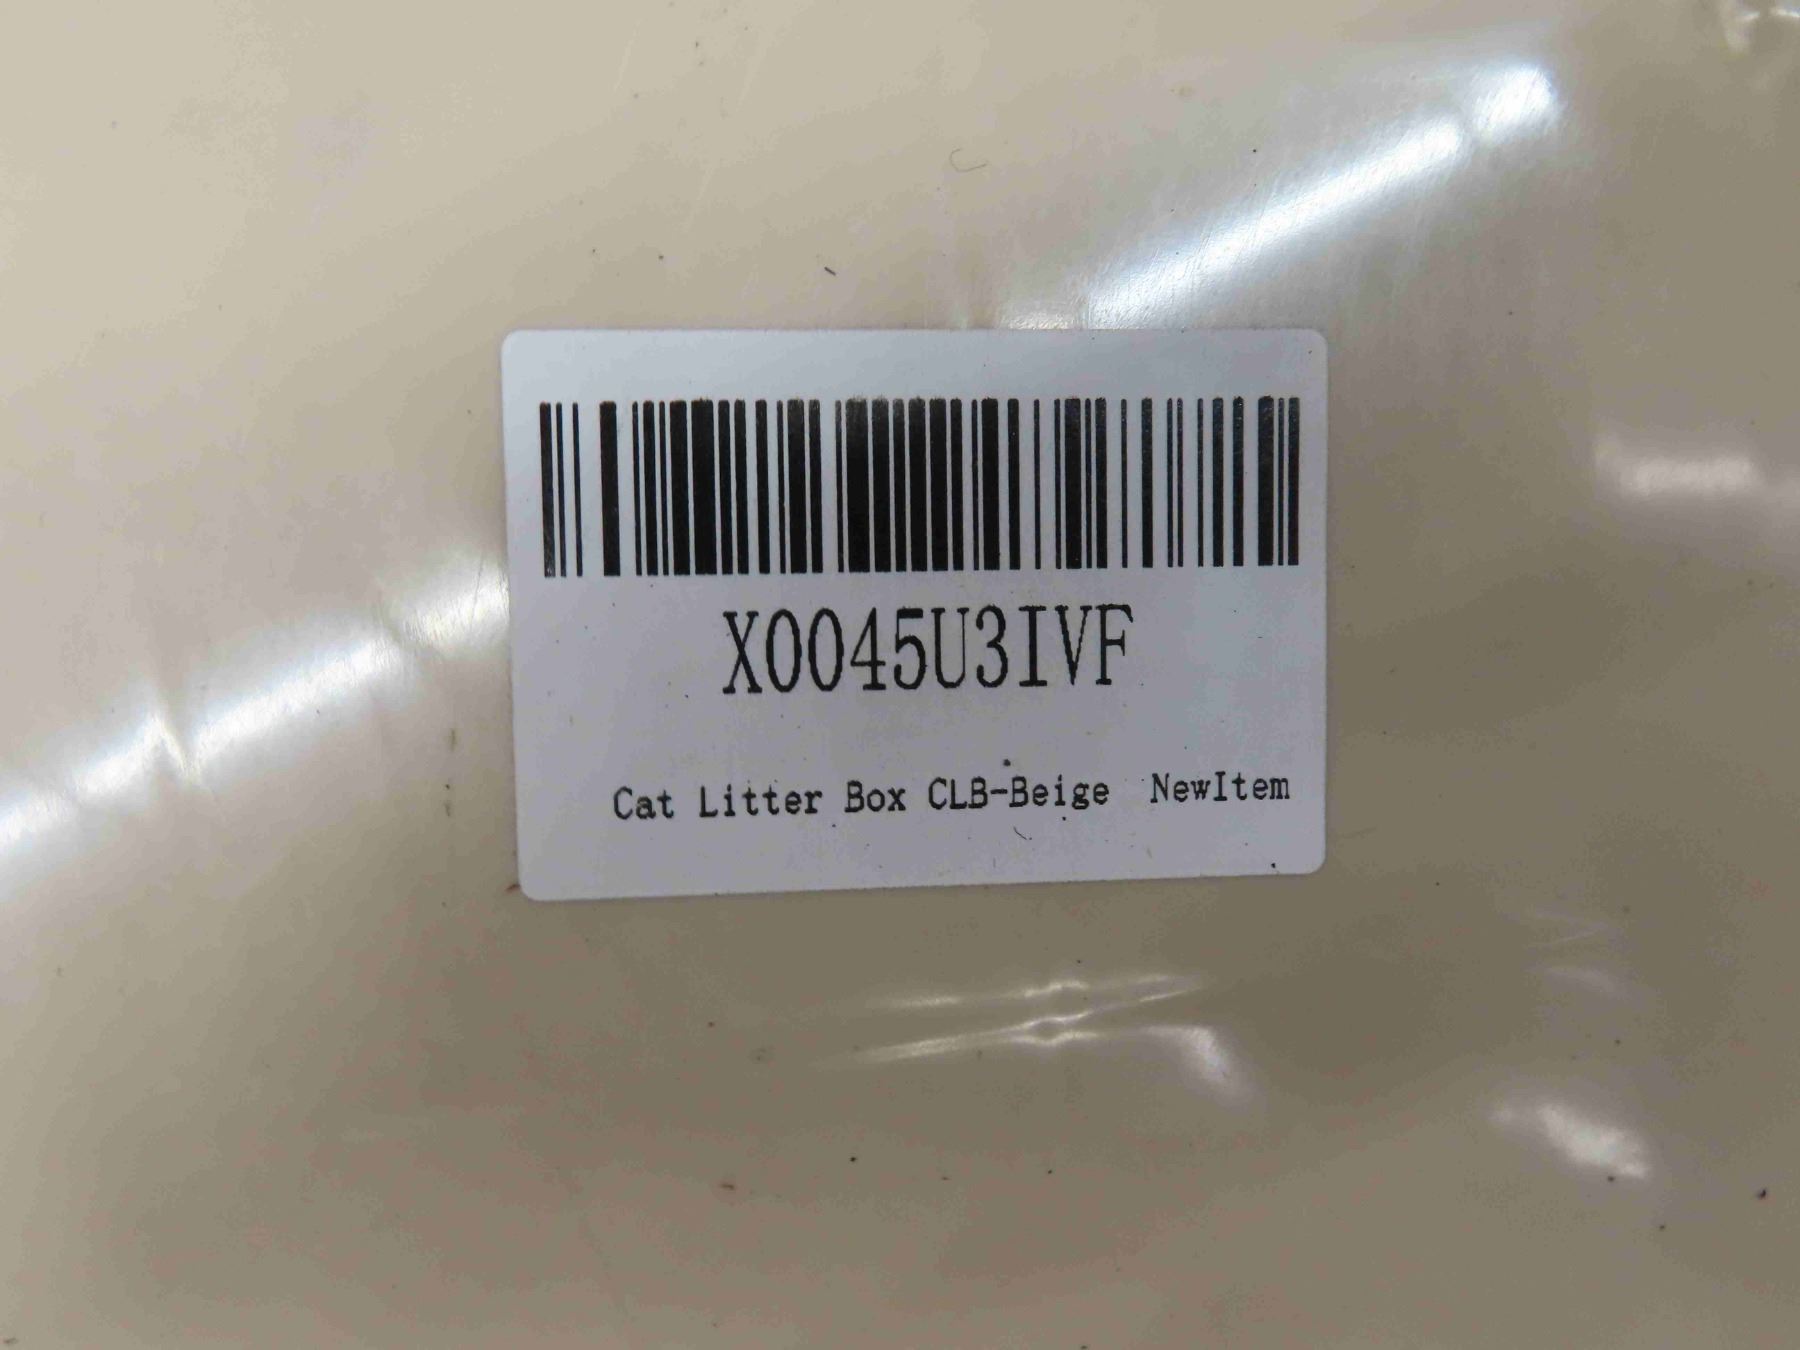 X0045U3IVF
Cat Litter Box CLB-Beige NewItem